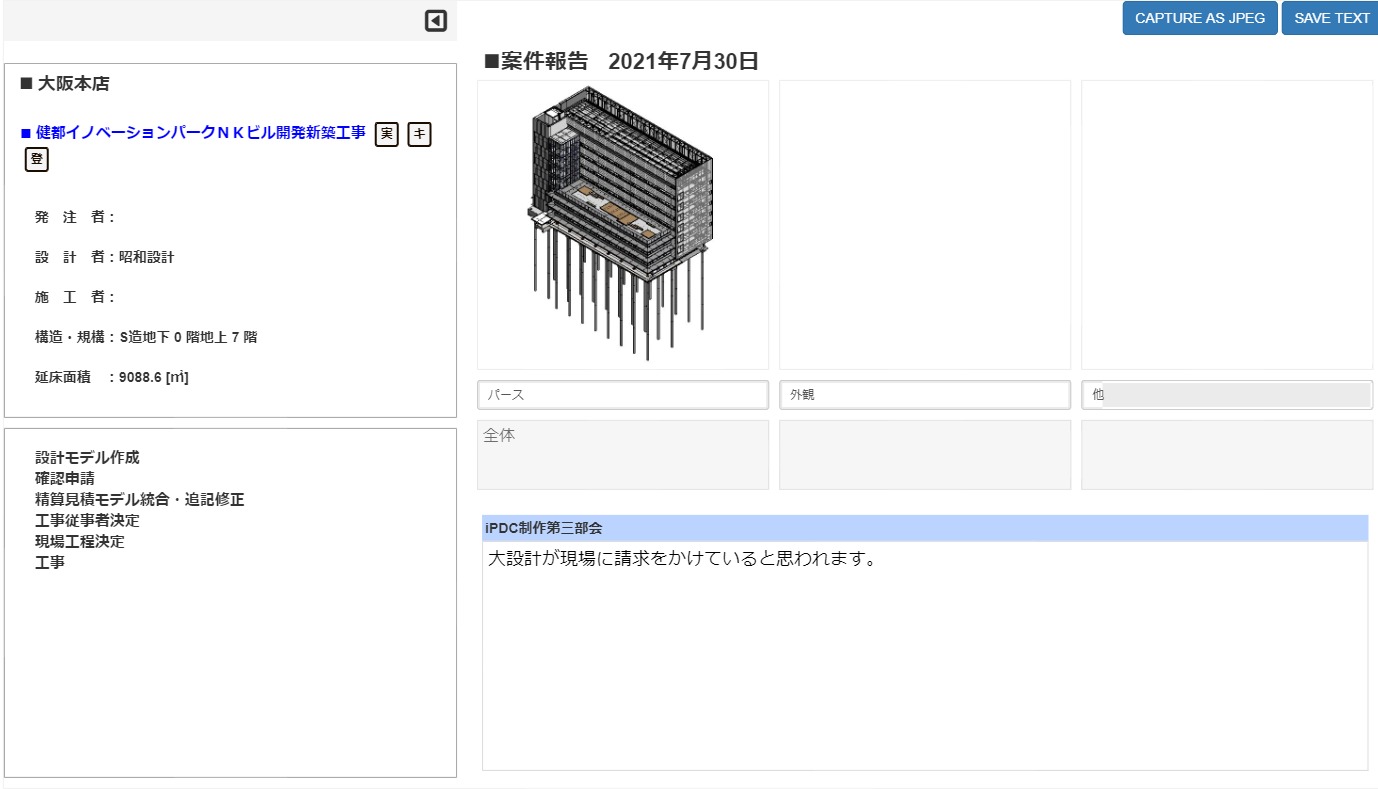 CAPTURE AS JPEG
SAVE TEXT
■ 大阪本店
■ 健都イノベーションパークＮＫビル開発新築工事 実 キ
登
発　注　者：
設　計　者：昭和設計
施　工　者：
構造・規構：S造地下 0 階地上 7 階
延床面積　：9088.6 [㎡]
設計モデル作成
確認申請
精算見積モデル統合・追記修正
工事従事者決定
現場工程決定
工事
■案件報告　2021年7月30日
パース
外観
他
全体
iPDC制作第三部会
大設計が現場に請求をかけていると思われます。